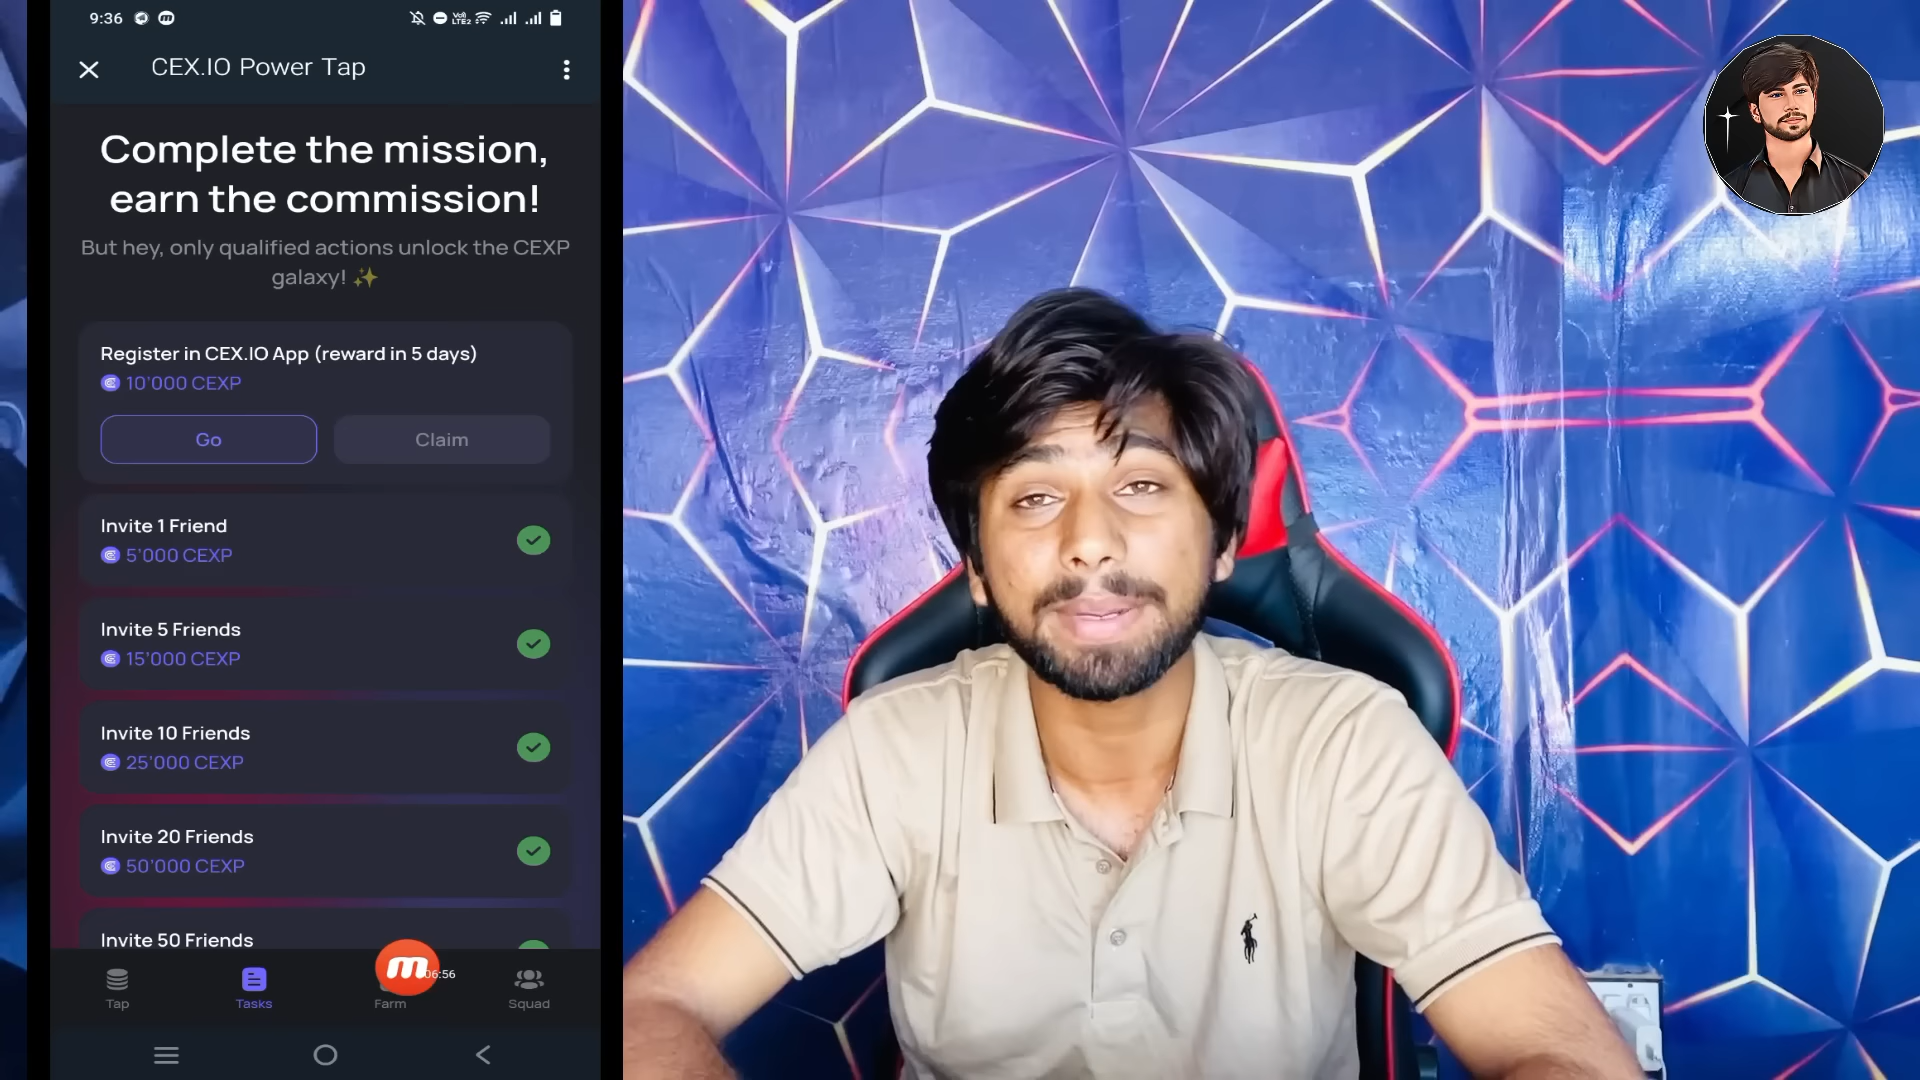 9:36
Vo) LTE2
CEX.IO Power Tap
Complete the mission,
earn the commission!
But hey, only qualified actions unlock the CEXP
galaxy! ✨
Register in CEX.IO App (reward in 5 days)
10'000 CEXP
Go
Claim
Invite 1 Friend
5'000 CEXP
Invite 5 Friends
15'000 CEXP
Invite 10 Friends
25'000 CEXP
Invite 20 Friends
50'000 CEXP
Invite 50 Friends
06:56
Tap
Tasks
Farm
Squad